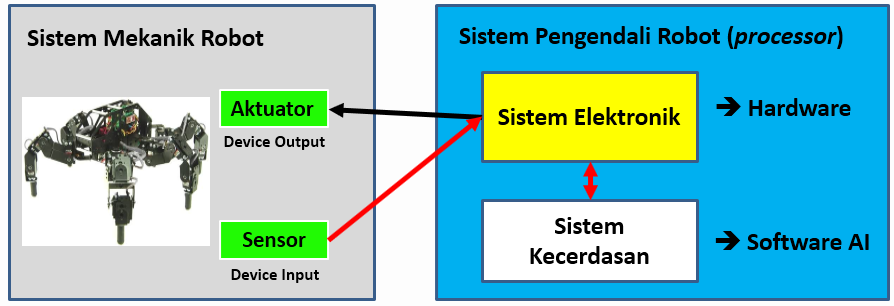 Sistem Mekanik Robot
Aktuator
Device Output
Sensor
Device Input
Sistem Pengendali Robot (processor)
Sistem Elektronik
➔ Hardware
Sistem
Kecerdasan
➔ Software AI